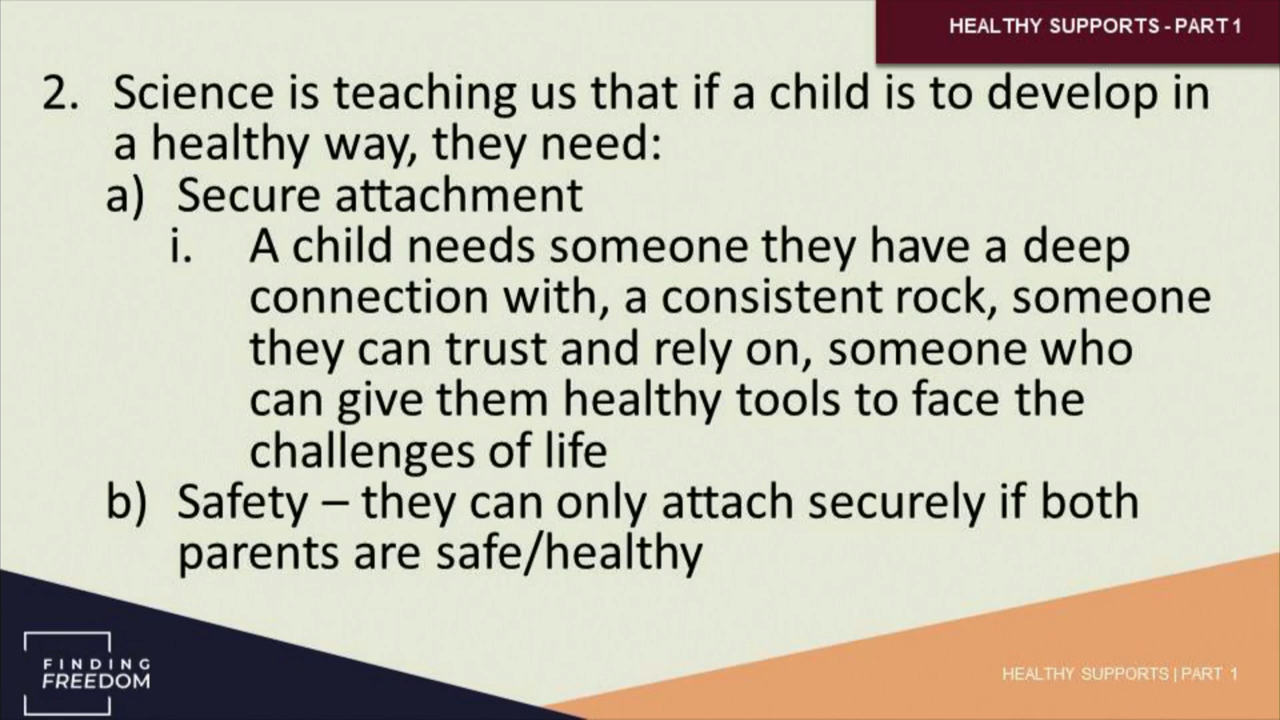 HEALTHY SUPPORTS - PART 1
2. Science is teaching us that if a child is to develop in
a healthy way, they need:
a) Secure attachment
i. A child needs someone they have a deep
connection with, a consistent rock, someone
they can trust and rely on, someone who
can give them healthy tools to face the
challenges of life
b) Safety – they can only attach securely if both
parents are safe/healthy
FINDING
FREEDOM
HEALTHY SUPPORTS | PART 1